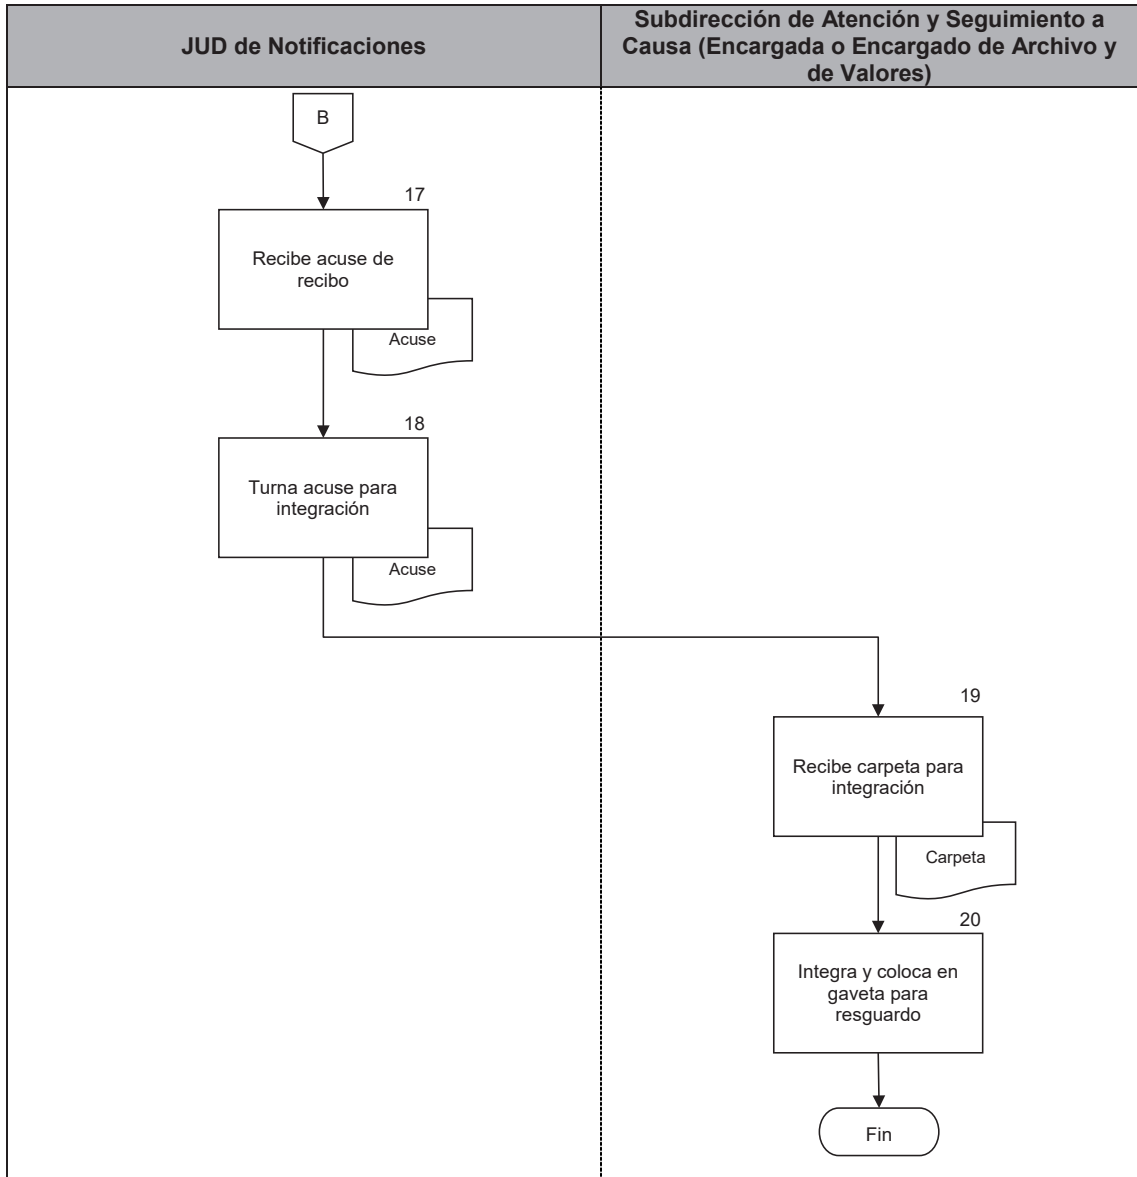 JUD de Notificaciones
Subdirección de Atención y Seguimiento a
Causa (Encargada o Encargado de Archivo y
de Valores)
B
17
Recibe acuse de
recibo
Acuse
18
Turna acuse para
integración
Acuse
19
Recibe carpeta para
integración
Carpeta
20
Integra y coloca en
gaveta para
resguardo
Fin